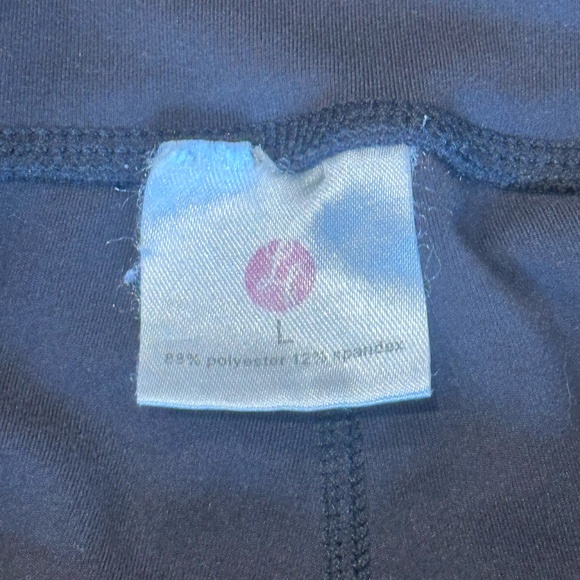 L
88% polyester 12% spandex